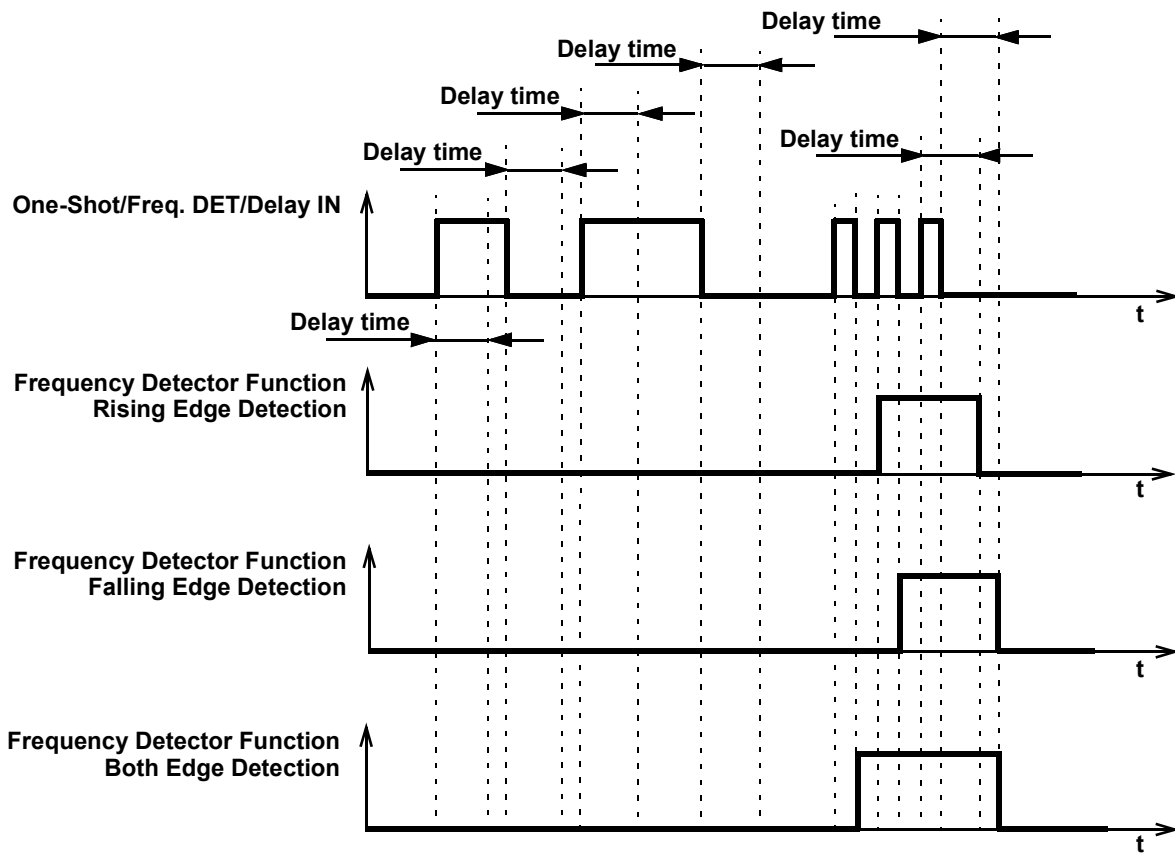 Delay time
Delay time
Delay time
Delay time
Delay time
One-Shot/Freq. DET/Delay IN
t
Delay time
Frequency Detector Function
Rising Edge Detection
t
Frequency Detector Function
Falling Edge Detection
t
Frequency Detector Function
Both Edge Detection
t